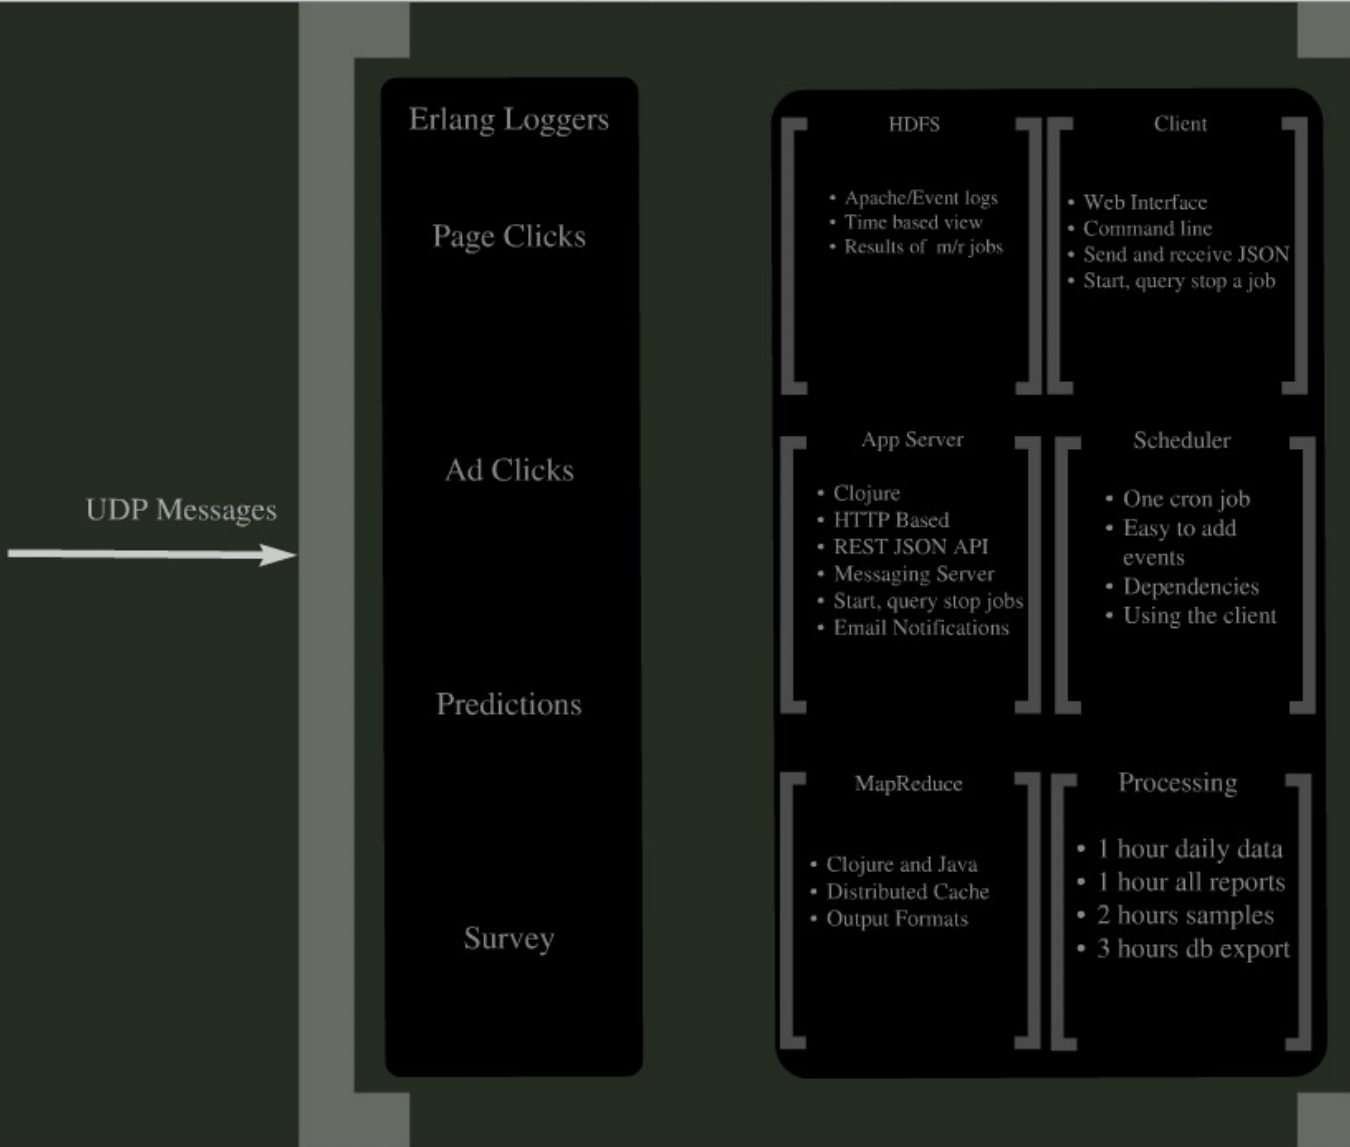 UDP Messages
Erlang Loggers
Page Clicks
Ad Clicks
Predictions
Survey
HDFS
• Apache/Event logs
• Time based view
• Results of m/r jobs
Client
• Web Interface
• Command line
• Send and receive JSON
• Start, query stop a job
App Server
• Clojure
• HTTP Based
• REST JSON API
• Messaging Server
• Start, query stop jobs
• Email Notifications
Scheduler
• One cron job
• Easy to add
events
• Dependencies
• Using the client
MapReduce
• Clojure and Java
• Distributed Cache
• Output Formats
Processing
• 1 hour daily data
• 1 hour all reports
• 2 hours samples
• 3 hours db export